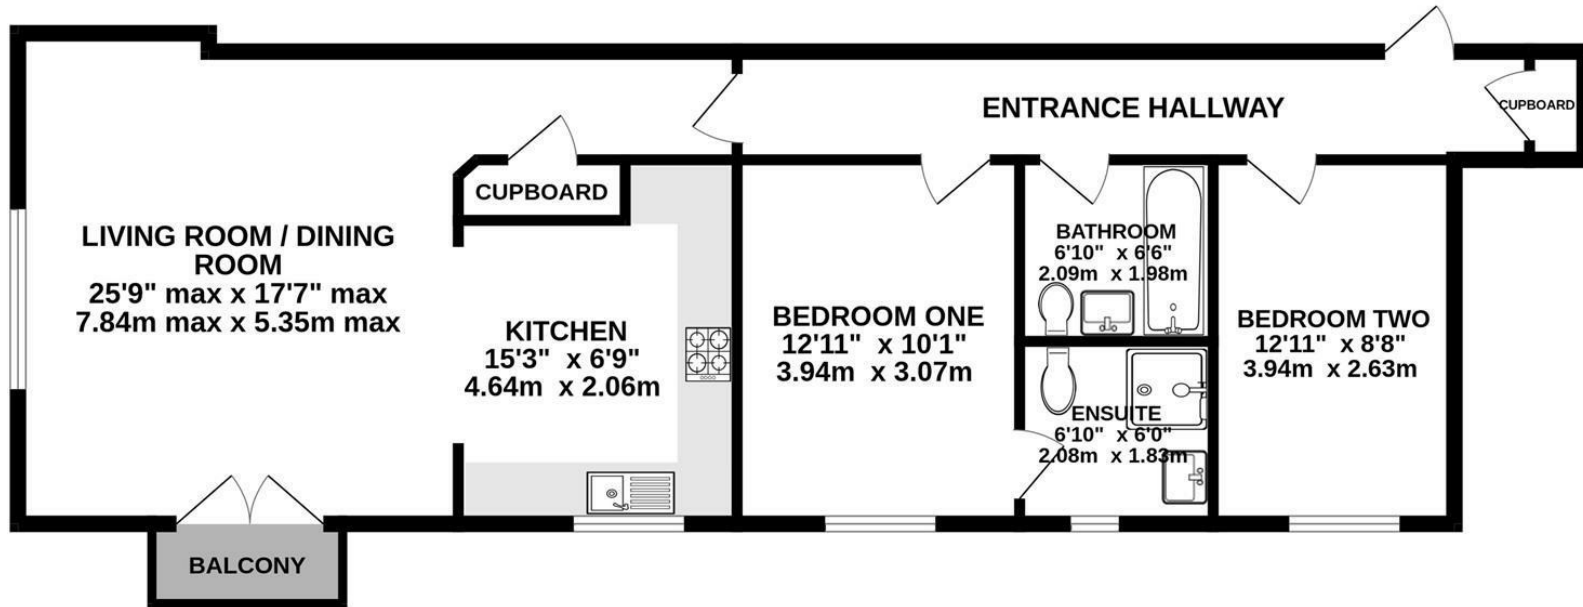 ENTRANCE HALLWAY
CUPBOARD
CUPBOARD
LIVING ROOM / DINING
ROOM
25'9" max x 17'7" max
7.84m max x 5.35m max
KITCHEN
15'3" x 6'9"
4.64m x 2.06m
BEDROOM ONE
12'11" x 10'1"
3.94m x 3.07m
BATHROOM
6'10" x 6'6"
2.09m x 1.98m
ENSUITE
6'10" x 6'0"
2.08m x 1.83m
BEDROOM TWO
12'11" x 8'8"
3.94m x 2.63m
BALCONY